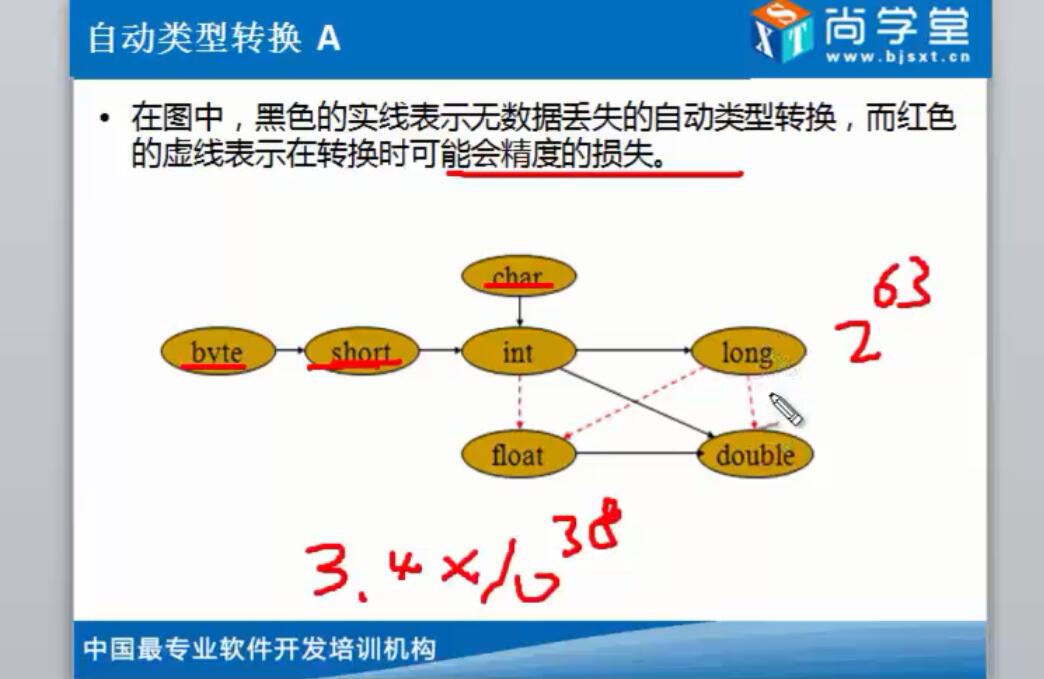 自动类型转换 A
尚学堂
www.bjsxt.cn
SXT
• 在图中，黑色的实线表示无数据丢失的自动类型转换，而红色
的虚线表示在转换时可能会精度的损失。
char
byte short int long
2^63
float double
3.4×10^38
中国最专业软件开发培训机构